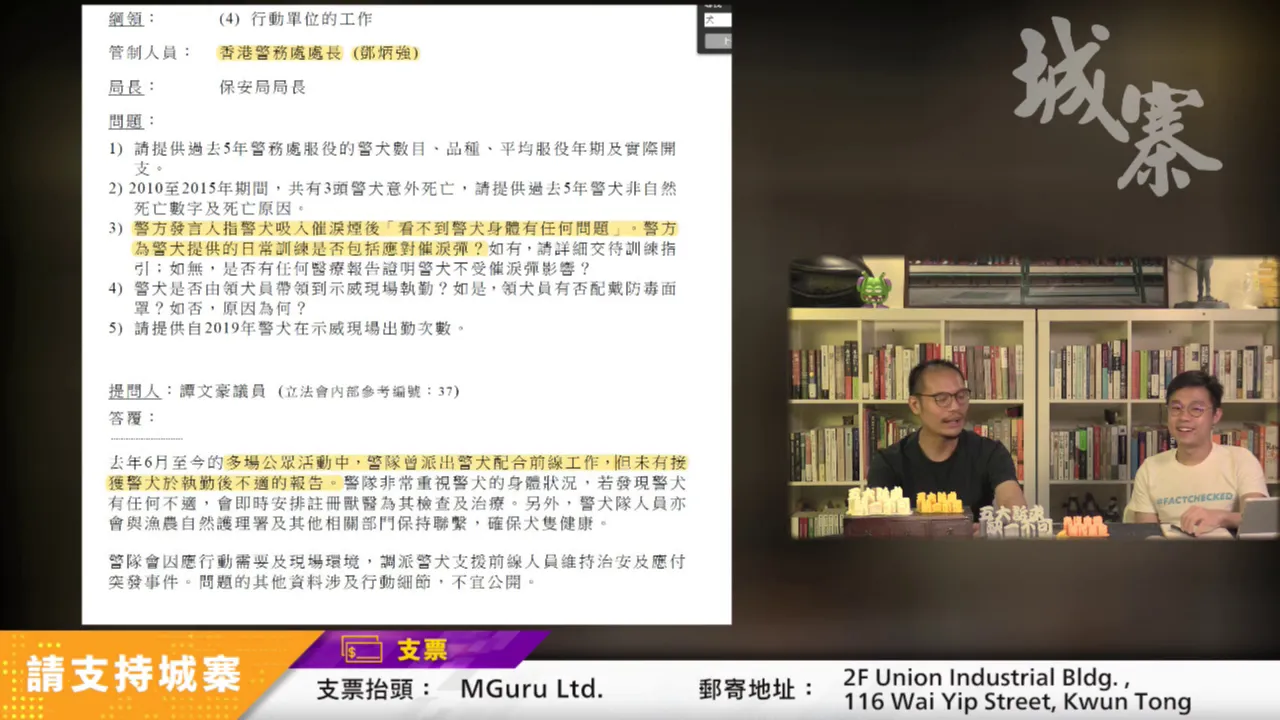 綱領： (4) 行動單位的工作
管制人員： 香港警務處處長 (鄧炳強)
局長： 保安局局長
問題：
1) 請提供過去5年警務處服役的警犬數目、品種、平均服役年期及實際開
支。
2) 2010至2015年期間，共有3頭警犬意外死亡，請提供過去5年警犬非自然
死亡數字及死亡原因。
3) 警方發言人指警犬吸入催淚煙後「看不到警犬身體有任何問題」。警方
為警犬提供的日常訓練是否包括應對催淚彈？如有，請詳細交待訓練指
引；如無，是否有任何醫療報告證明警犬不受催淚彈影響？
4) 警犬是否由領犬員帶領到示威現場執勤？如是，領犬員有否配戴防毒面
罩？如否，原因為何？
5) 請提供自2019年警犬在示威現場出勤次數。
提問人：譚文豪議員 (立法會內部參考編號：37)
答覆：
去年6月至今的多場公眾活動中，警隊曾派出警犬配合前線工作，但未有接
獲警犬於執勤後不適的報告。警隊非常重視警犬的身體狀況，若發現警犬
有任何不適，會即時安排註冊獸醫為其檢查及治療。另外，警犬隊人員亦
會與漁農自然護理署及其他相關部門保持聯繫，確保犬隻健康。
警隊會因應行動需要及現場環境，調派警犬支援前線人員維持治安及應付
突發事件。問題的其他資料涉及行動細節，不宜公開。
犬
城寨
#FACTCHECKED
請支持城寨
$ 支票
支票抬頭： MGuru Ltd.
郵寄地址： 2F Union Industrial Bldg. ,
116 Wai Yip Street, Kwun Tong